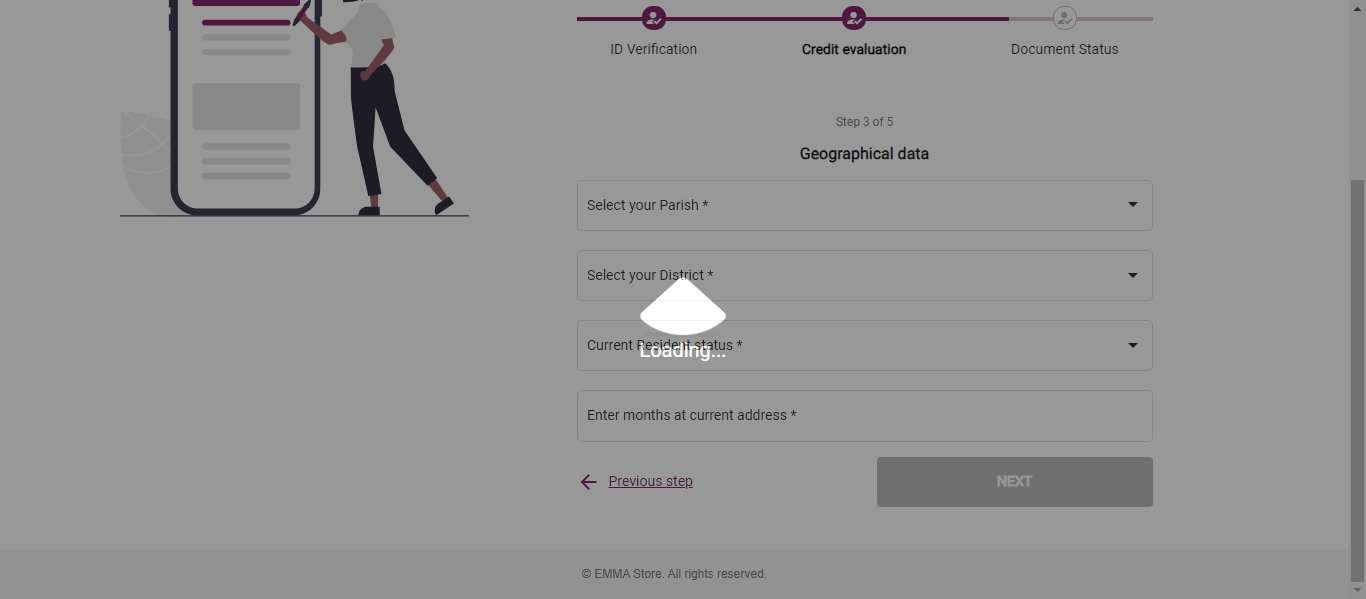 ID Verification
Credit evaluation
Document Status
Step 3 of 5
Geographical data
Select your Parish *
Select your District *
Current Resident status *
Loading...
Enter months at current address *
Previous step
NEXT
© EMMA Store. All rights reserved.